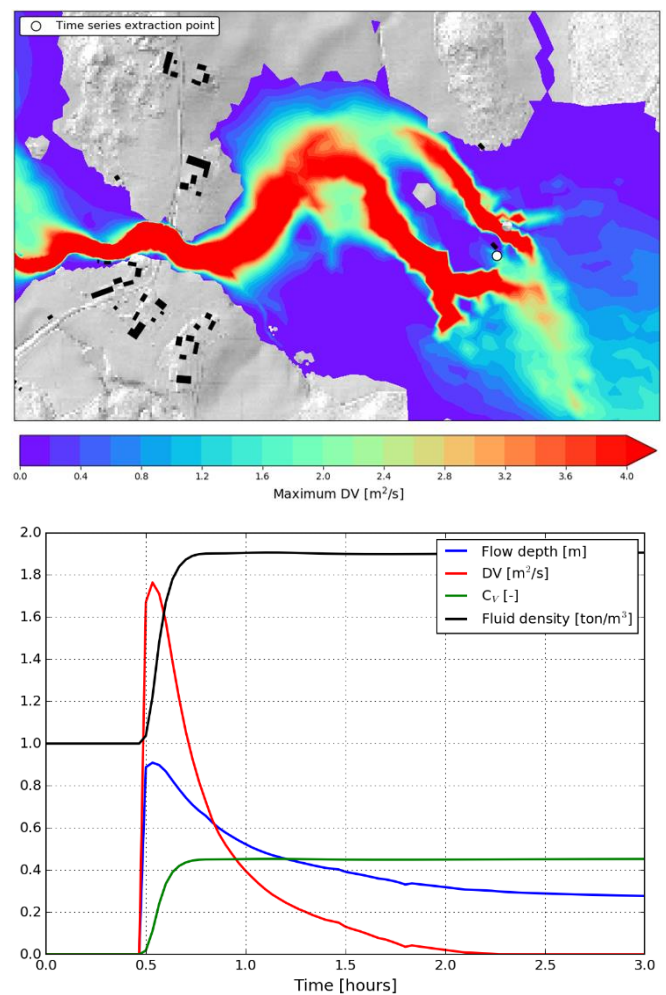 Time series extraction point
0.0 0.4 0.8 1.2 1.6 2.0 2.4 2.8 3.2 3.6 4.0
Maximum DV [m²/s]
2.0
1.8
1.6
1.4
1.2
1.0
0.8
0.6
0.4
0.2
0.0
Flow depth [m]
DV [m²/s]
C_V [-]
Fluid density [ton/m³]
0.0 0.5 1.0 1.5 2.0 2.5 3.0
Time [hours]